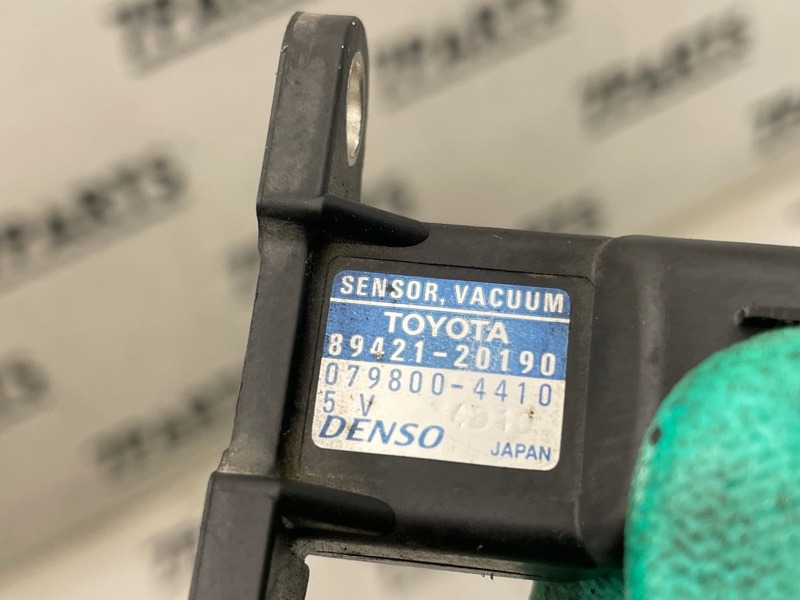 SENSOR, VACUUM
TOYOTA
89421-20190
079800-4410
5 V
DENSO JAPAN